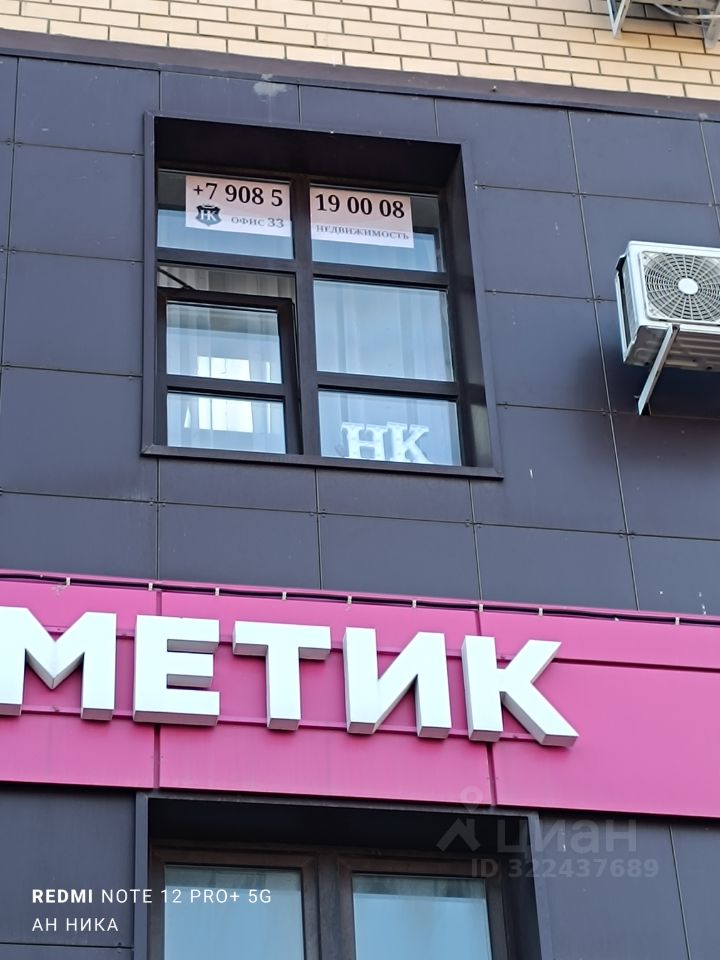 +7 908 5 19 00 08
НК ОФИС 33 НЕДВИЖИМОСТЬ
НК
МЕТИК
циан
ID 322437689
REDMI NOTE 12 PRO+ 5G
АН НИКА